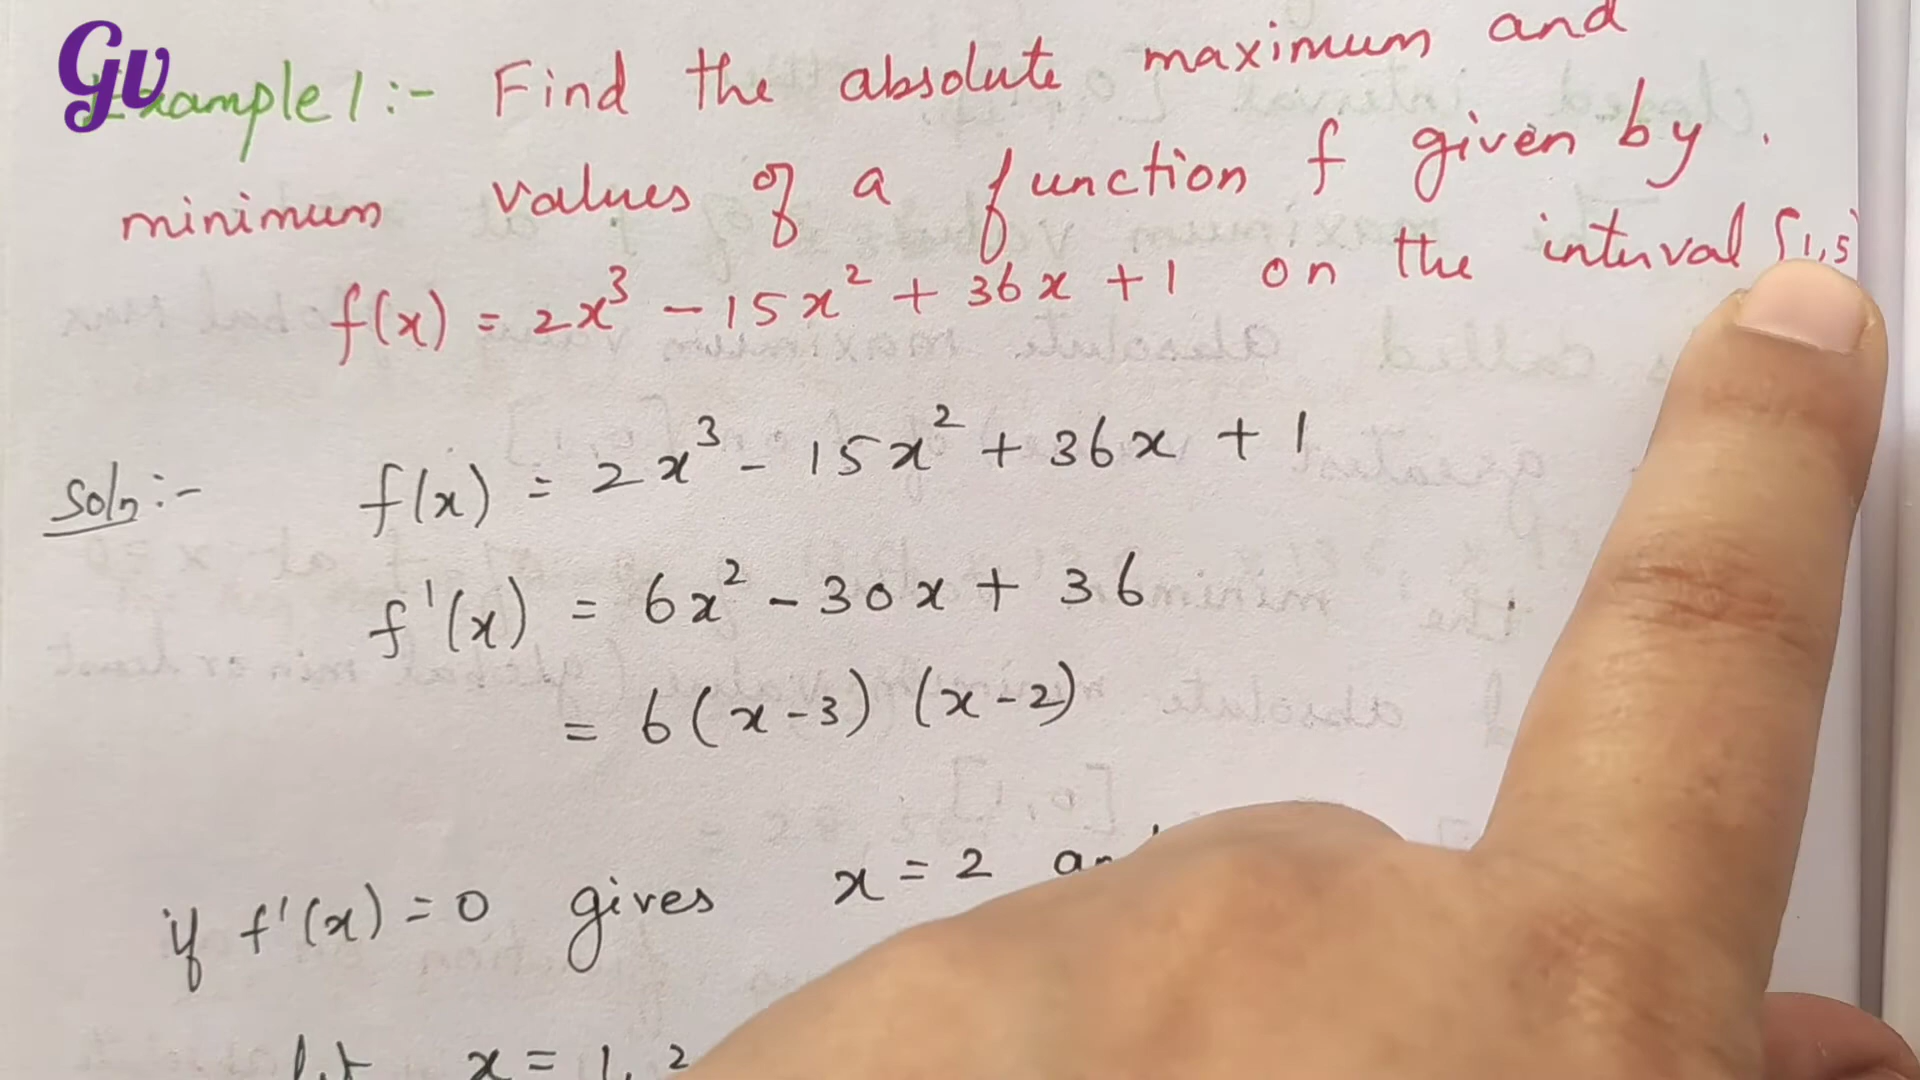 GV
Example 1 :- Find the absolute maximum and
minimum values of a function f given by .
f(x) = 2x³ - 15x² + 36x + 1 on the interval [1,5]
Soln :- f(x) = 2x³ - 15x² + 36x + 1
f'(x) = 6x² - 30x + 36
= 6(x-3) (x-2)
if f'(x) = 0 gives x = 2
x = 1, 2